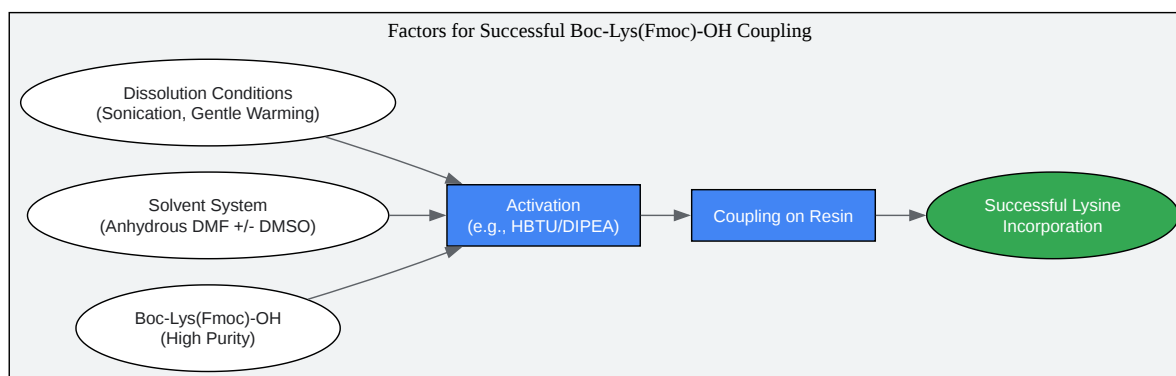 Factors for Successful Boc-Lys(Fmoc)-OH Coupling
Dissolution Conditions
(Sonication, Gentle Warming)
Solvent System
(Anhydrous DMF +/- DMSO)
Boc-Lys(Fmoc)-OH
(High Purity)
Activation
(e.g., HBTU/DIPEA)
Coupling on Resin
Successful Lysine
Incorporation